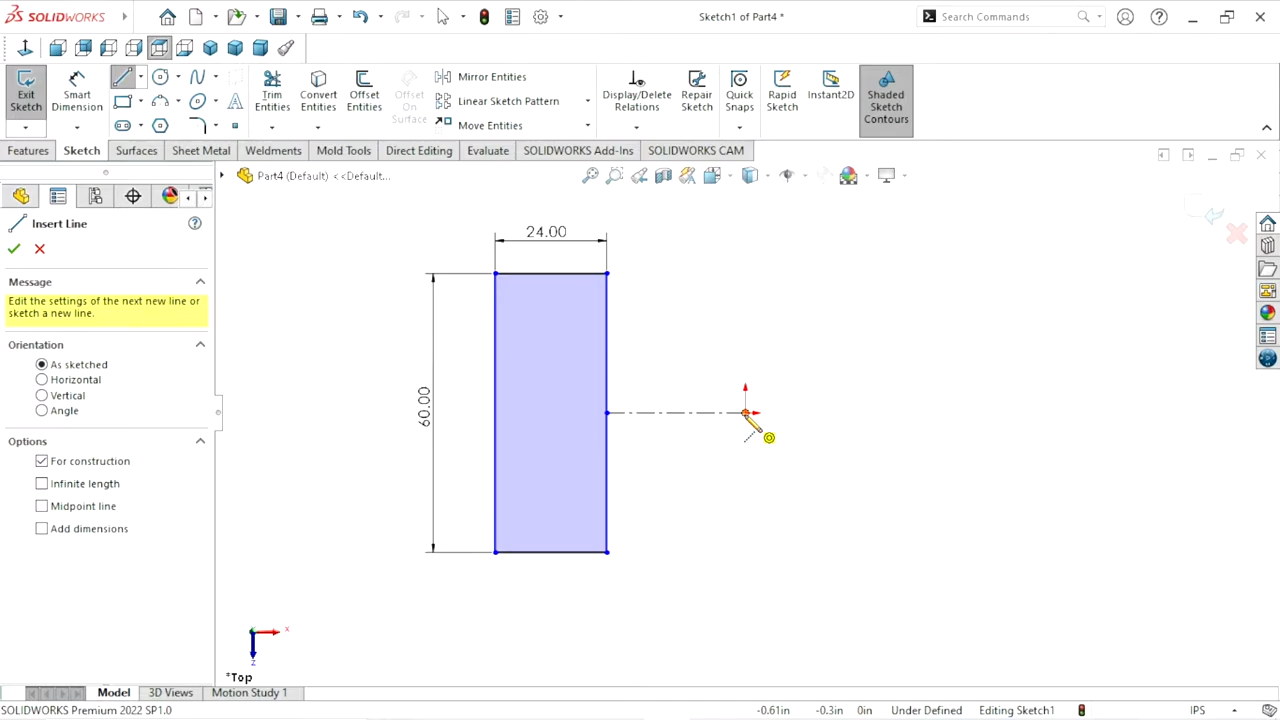 SOLIDWORKS
Sketch1 of Part4 *
Search Commands
Exit Sketch
Smart Dimension
Trim Entities
Convert Entities
Offset Entities
Offset On Surface
Mirror Entities
Linear Sketch Pattern
Move Entities
Display/Delete Relations
Repair Sketch
Quick Snaps
Rapid Sketch
Instant2D
Shaded Sketch Contours
Features
Sketch
Surfaces
Sheet Metal
Weldments
Mold Tools
Direct Editing
Evaluate
SOLIDWORKS Add-Ins
SOLIDWORKS CAM
Part4 (Default) <<Default...
Insert Line
Message
Edit the settings of the next new line or
sketch a new line.
Orientation
As sketched
Horizontal
Vertical
Angle
Options
For construction
Infinite length
Midpoint line
Add dimensions
24.00
60.00
x
z
*Top
Model
3D Views
Motion Study 1
SOLIDWORKS Premium 2022 SP1.0
-0.61in
-0.3in
0in
Under Defined
Editing Sketch1
IPS